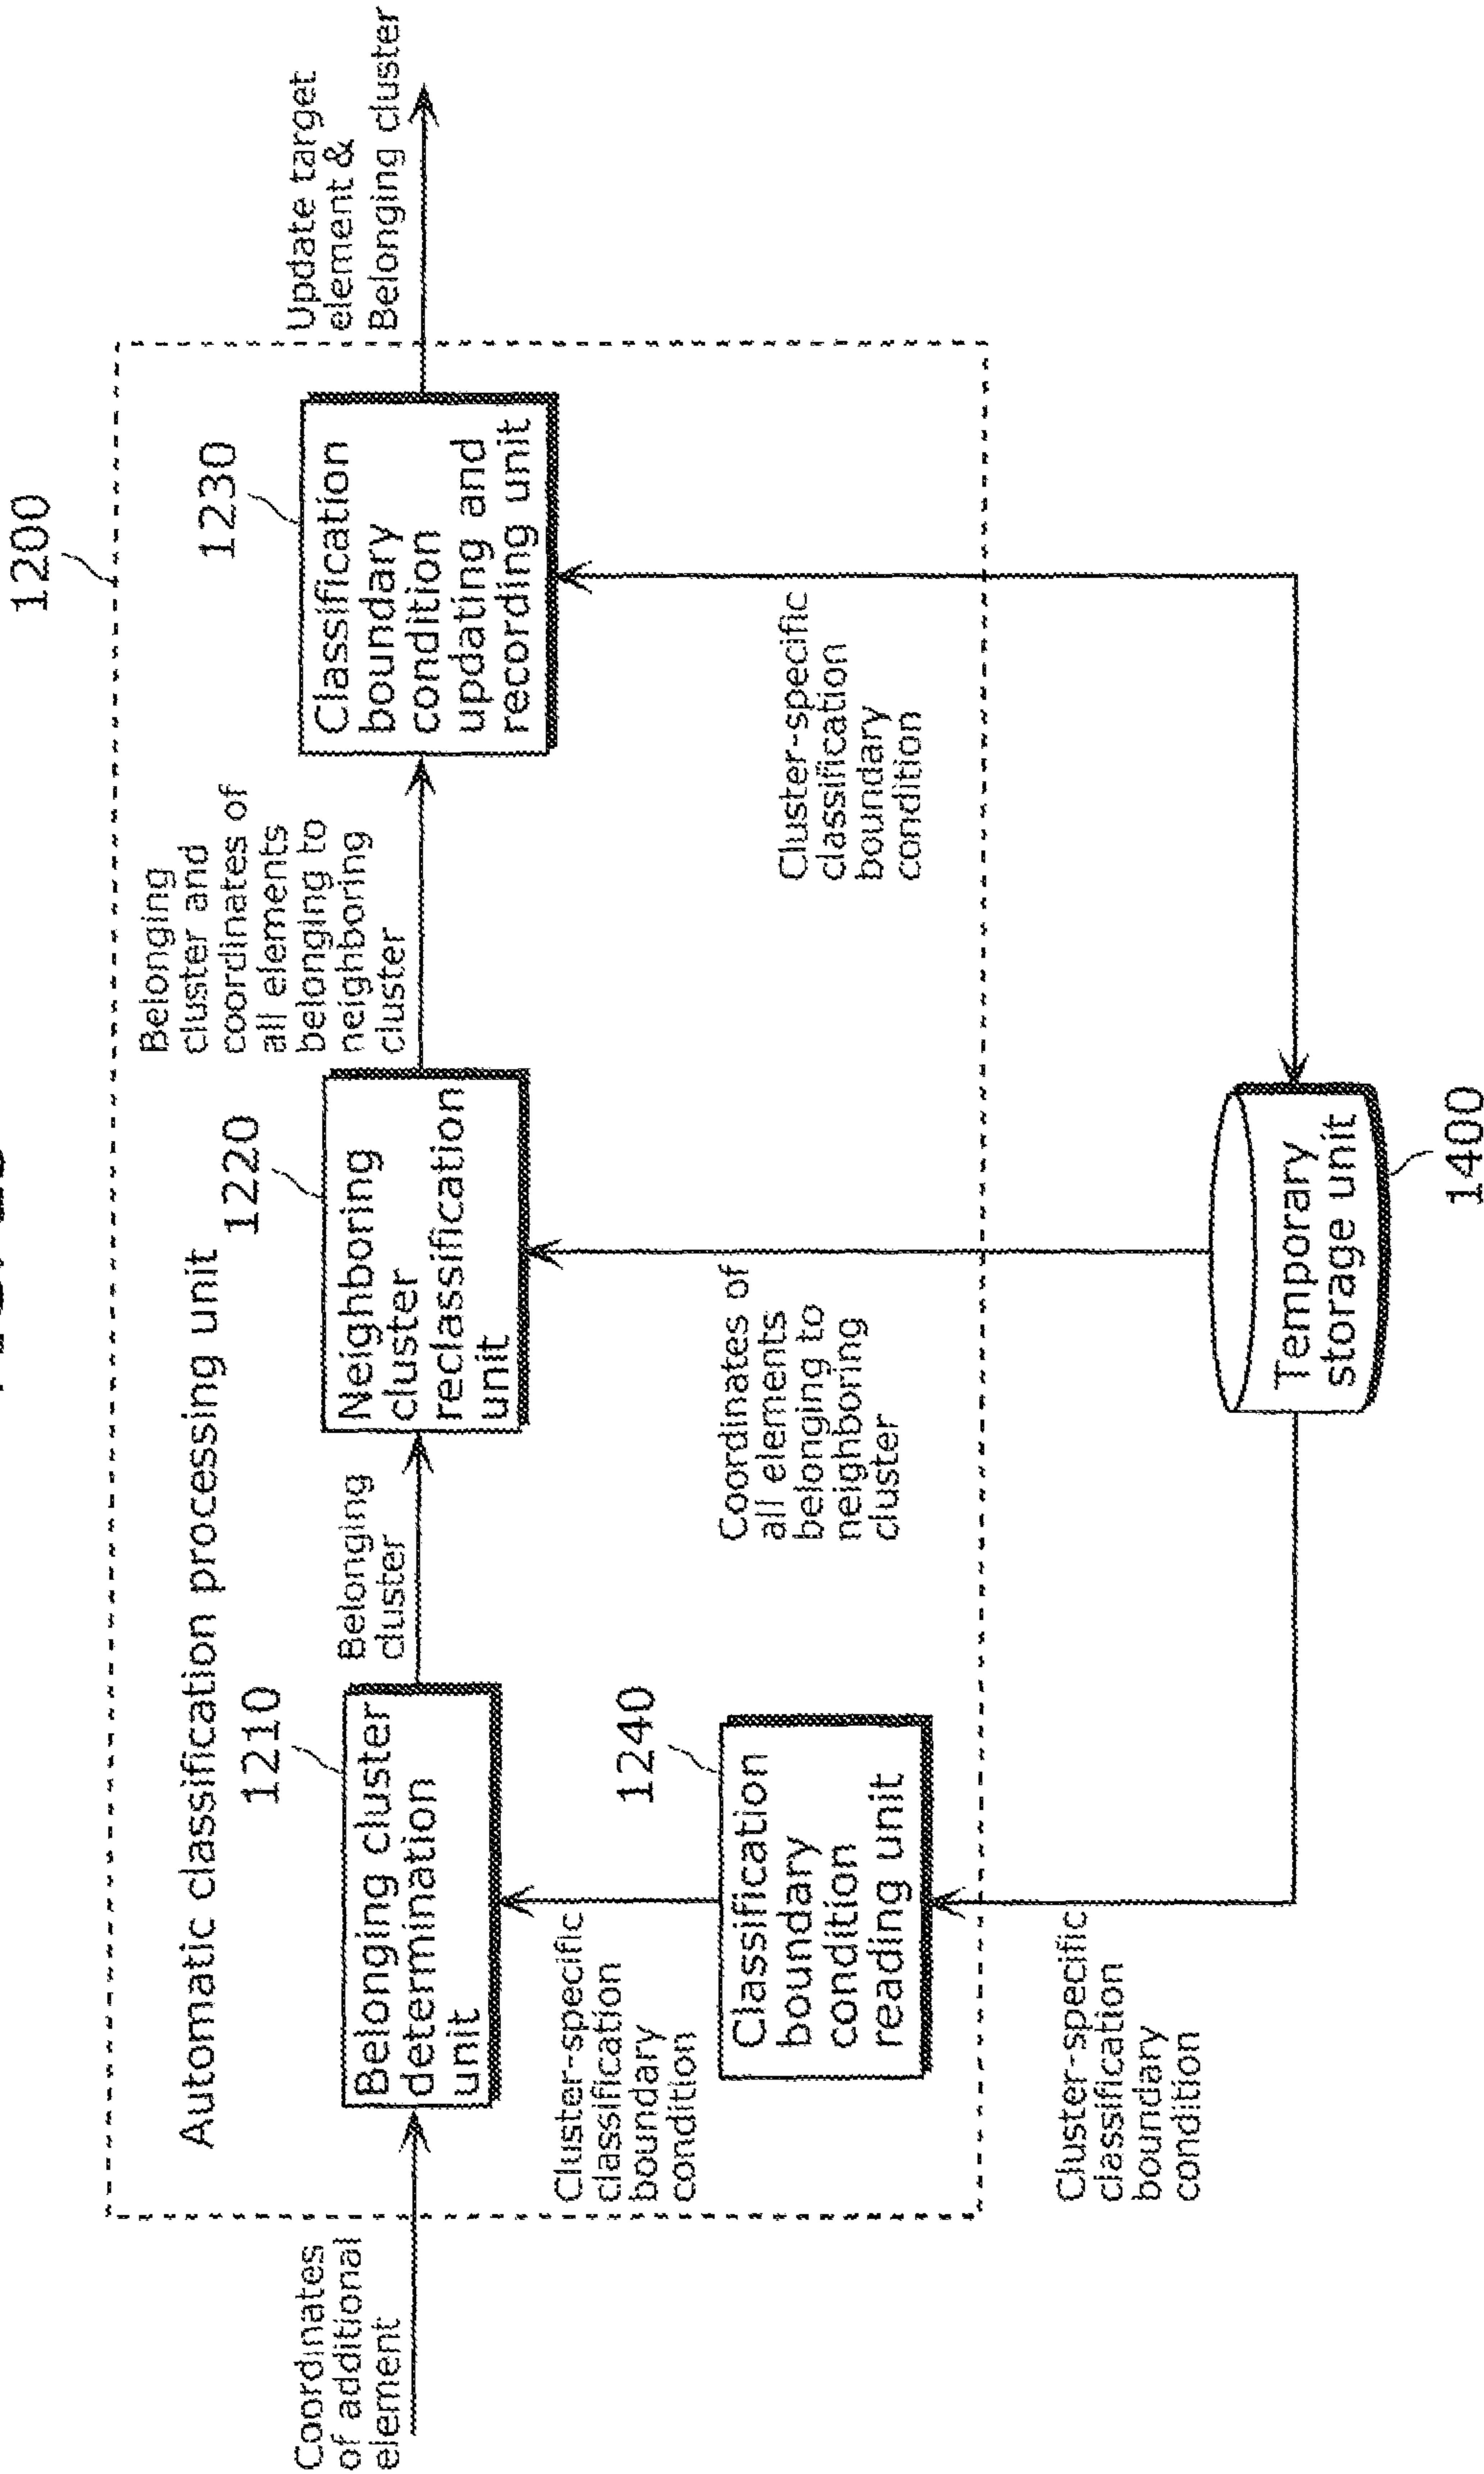 1200
Automatic classification processing unit
Coordinates
of additional
element
1210
Belonging cluster
determination
unit
Belonging
cluster
1220
Neighboring
cluster
reclassification
unit
Belonging
cluster and
coordinates of
all elements
belonging to
neighboring
cluster
1230
Classification
boundary
condition
updating and
recording unit
Update target
element &
Belonging cluster
Cluster-specific
classification
boundary
condition
1240
Classification
boundary
condition
reading unit
Coordinates of
all elements
belonging to
neighboring
cluster
Cluster-specific
classification
boundary
condition
Cluster-specific
classification
boundary
condition
Temporary
storage unit
1400